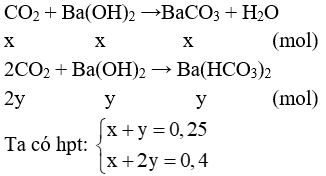 CO₂ + Ba(OH)₂ →BaCO₃ + H₂O
x x x (mol)
2CO₂ + Ba(OH)₂ → Ba(HCO₃)₂
2y y y (mol)
Ta có hpt: { x + y = 0,25
x + 2y = 0,4